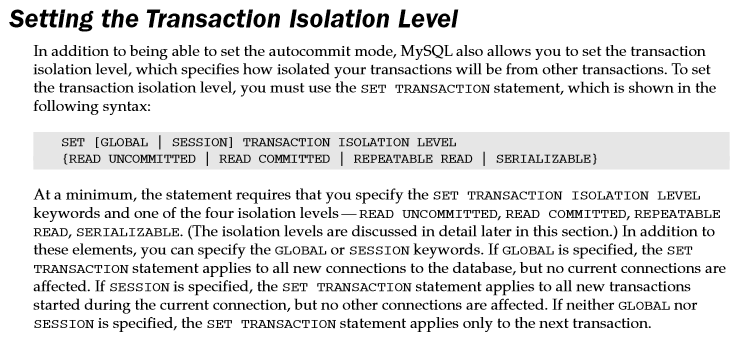 Setting the Transaction Isolation Level
In addition to being able to set the autocommit mode, MySQL also allows you to set the transaction
isolation level, which specifies how isolated your transactions will be from other transactions. To set
the transaction isolation level, you must use the SET TRANSACTION statement, which is shown in the
following syntax:
SET [GLOBAL | SESSION] TRANSACTION ISOLATION LEVEL
{READ UNCOMMITTED | READ COMMITTED | REPEATABLE READ | SERIALIZABLE}
At a minimum, the statement requires that you specify the SET TRANSACTION ISOLATION LEVEL
keywords and one of the four isolation levels — READ UNCOMMITTED, READ COMMITTED, REPEATABLE
READ, SERIALIZABLE. (The isolation levels are discussed in detail later in this section.) In addition to
these elements, you can specify the GLOBAL or SESSION keywords. If GLOBAL is specified, the SET
TRANSACTION statement applies to all new connections to the database, but no current connections are
affected. If SESSION is specified, the SET TRANSACTION statement applies to all new transactions
started during the current connection, but no other connections are affected. If neither GLOBAL nor
SESSION is specified, the SET TRANSACTION statement applies only to the next transaction.